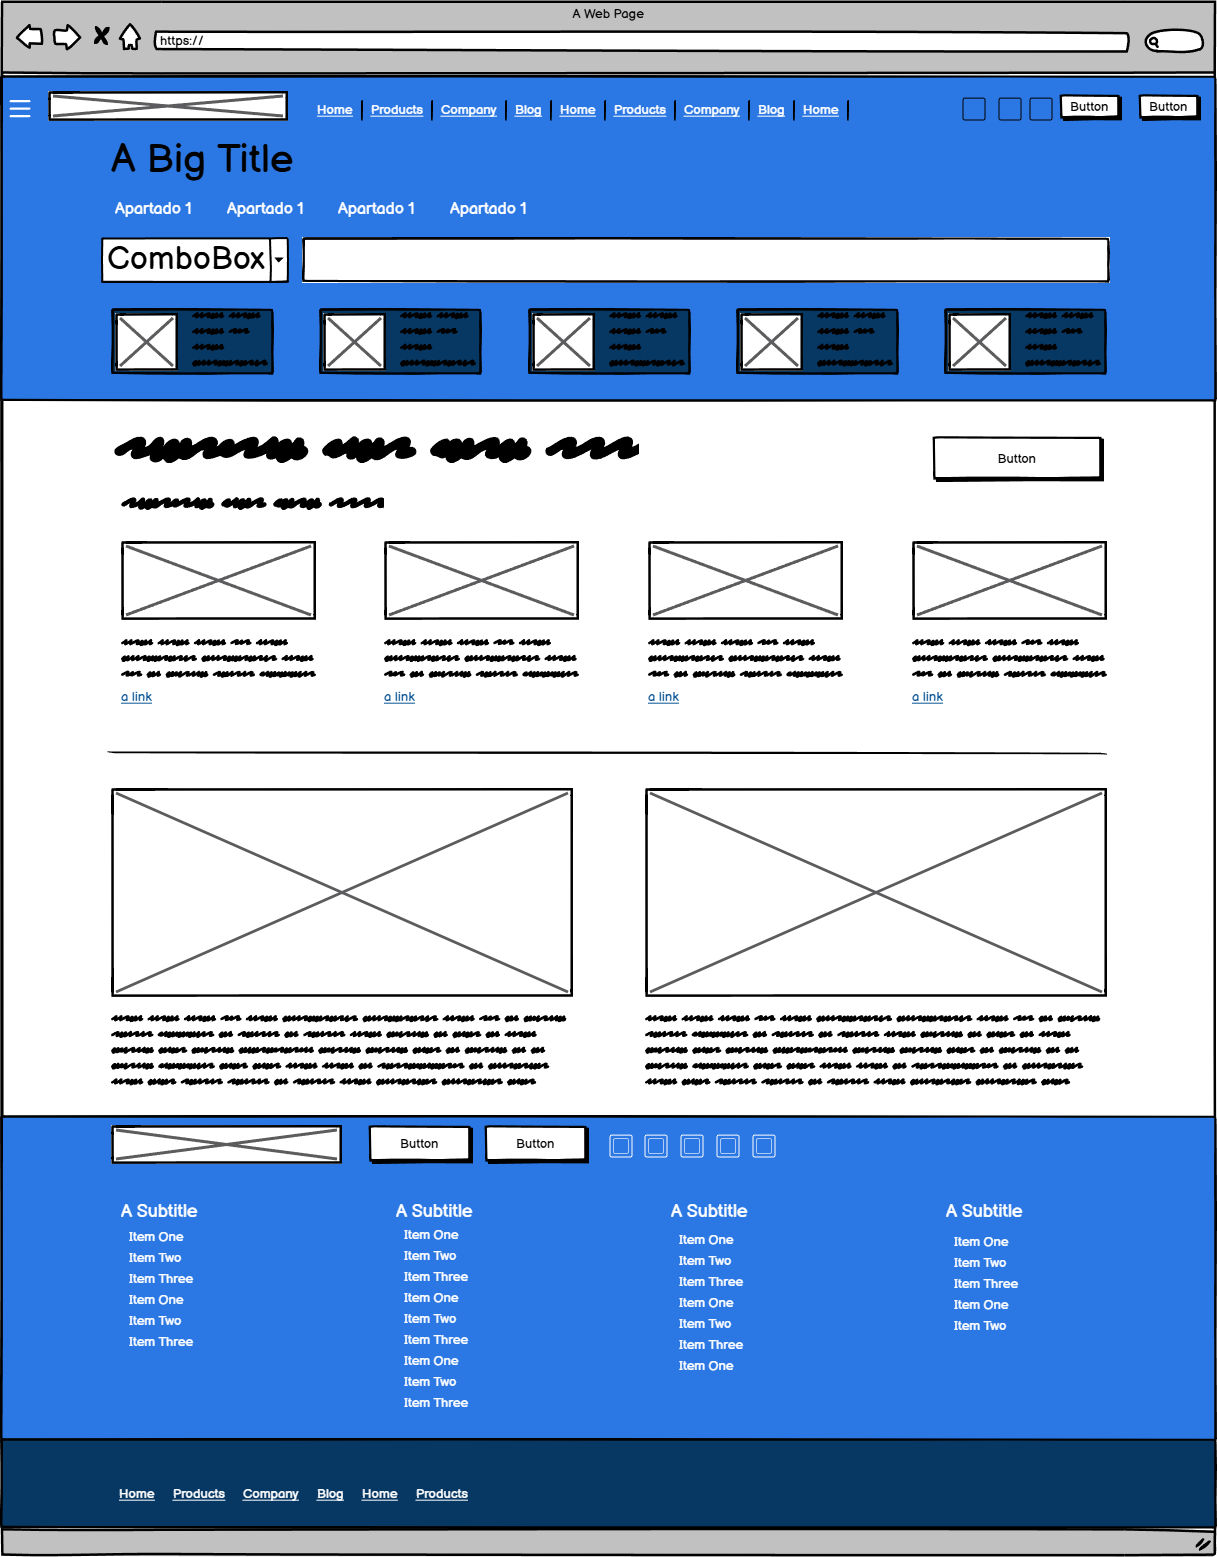 A Web Page
https://
Home Products Company Blog Home Products Company Blog Home
Button Button
A Big Title
Apartado 1 Apartado 1 Apartado 1 Apartado 1
ComboBox
Button
a link a link a link a link
Button Button
A Subtitle
Item One
Item Two
Item Three
Item One
Item Two
Item Three
A Subtitle
Item One
Item Two
Item Three
Item One
Item Two
Item Three
Item One
Item Two
Item Three
A Subtitle
Item One
Item Two
Item Three
Item One
Item Two
Item Three
Item One
A Subtitle
Item One
Item Two
Item Three
Item One
Item Two
Home Products Company Blog Home Products